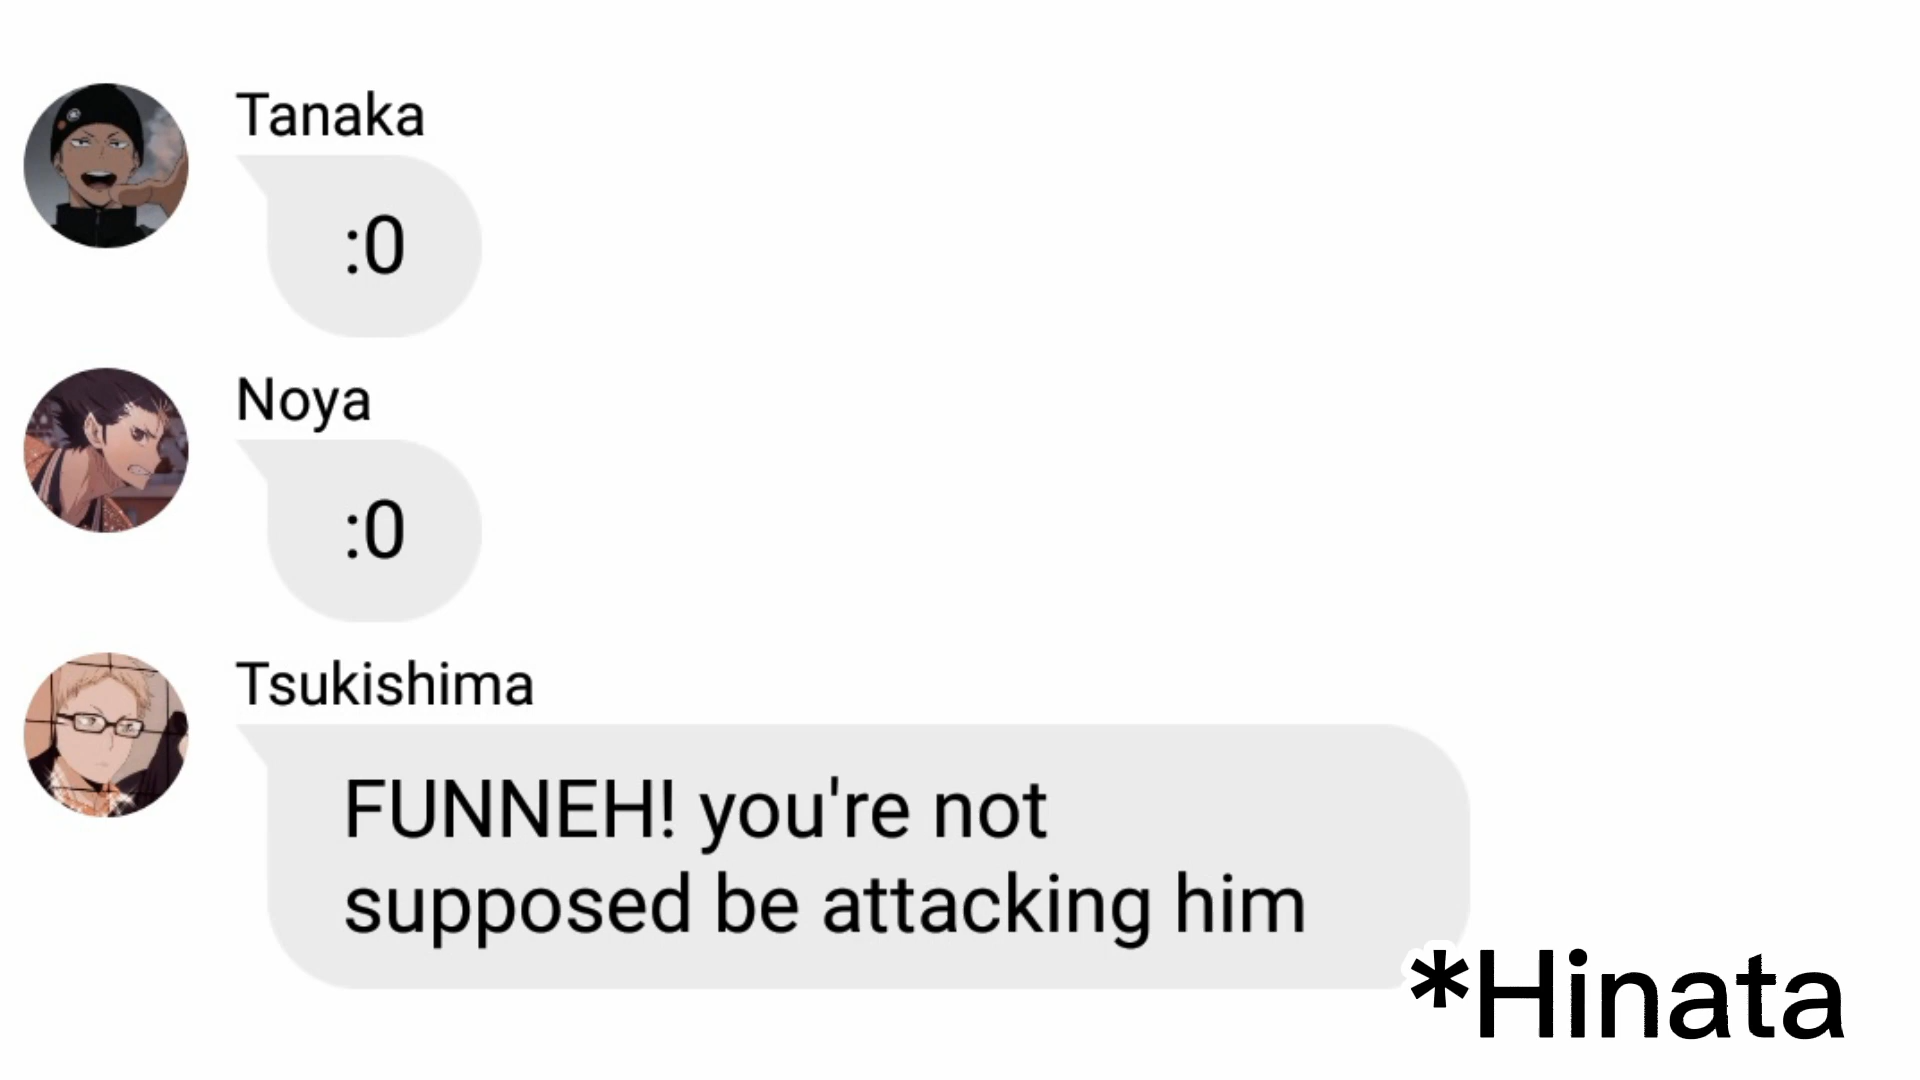 Tanaka
:0
Noya
:0
Tsukishima
FUNNEH! you're not
supposed be attacking him
*Hinata